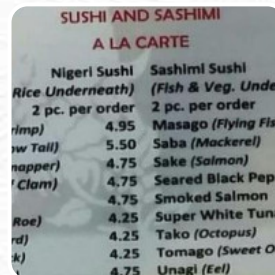 SUSHI AND SASHIMI
A LA CARTE
Nigeri Sushi Sashimi Sushi
Rice Underneath) (Fish & Veg. Unde
2 pc. per order 2 pc. per order
rimp) 4.95 Masago (Flying Fis
ow Tail) 5.50 Saba (Mackerel)
napper) 4.75 Sake (Salmon)
Clam) 4.75 Seared Black Pep
4.75 Smoked Salmon
Roe) 4.25 Super White Tun
rd) 4.25 Tako (Octopus)
k) 4.25 Tomago (Sweet O
4.75 Unagi (Eel)